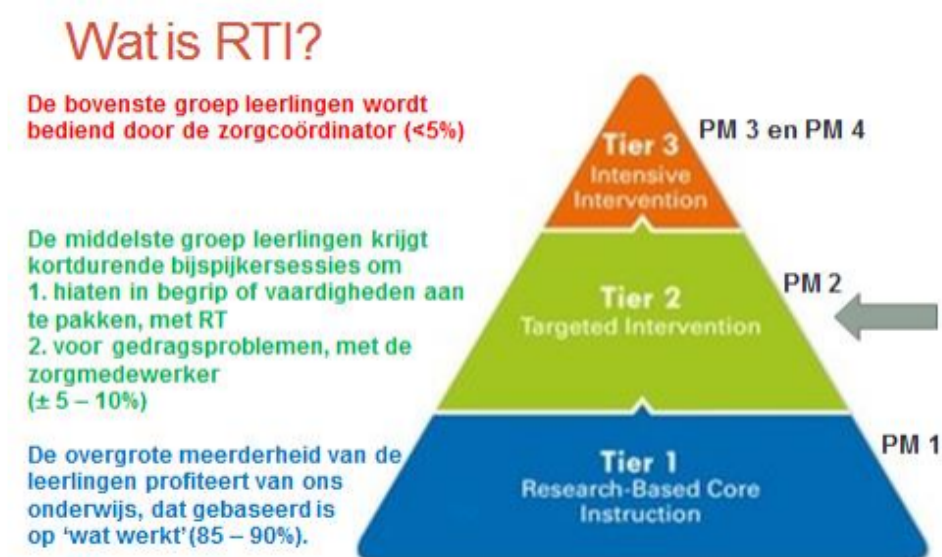 Wat is RTI?
De bovenste groep leerlingen wordt
bediend door de zorgcoördinator (<5%)
De middelste groep leerlingen krijgt
kortdurende bijspijkersessies om
1. hiaten in begrip of vaardigheden aan
te pakken, met RT
2. voor gedragsproblemen, met de
zorgmedewerker
(± 5 – 10%)
De overgrote meerderheid van de
leerlingen profiteert van ons
onderwijs, dat gebaseerd is
op ‘wat werkt’(85 – 90%).
Tier 3
Intensive
Intervention
PM 3 en PM 4
Tier 2
Targeted Intervention
PM 2
Tier 1
Research-Based Core
Instruction
PM 1